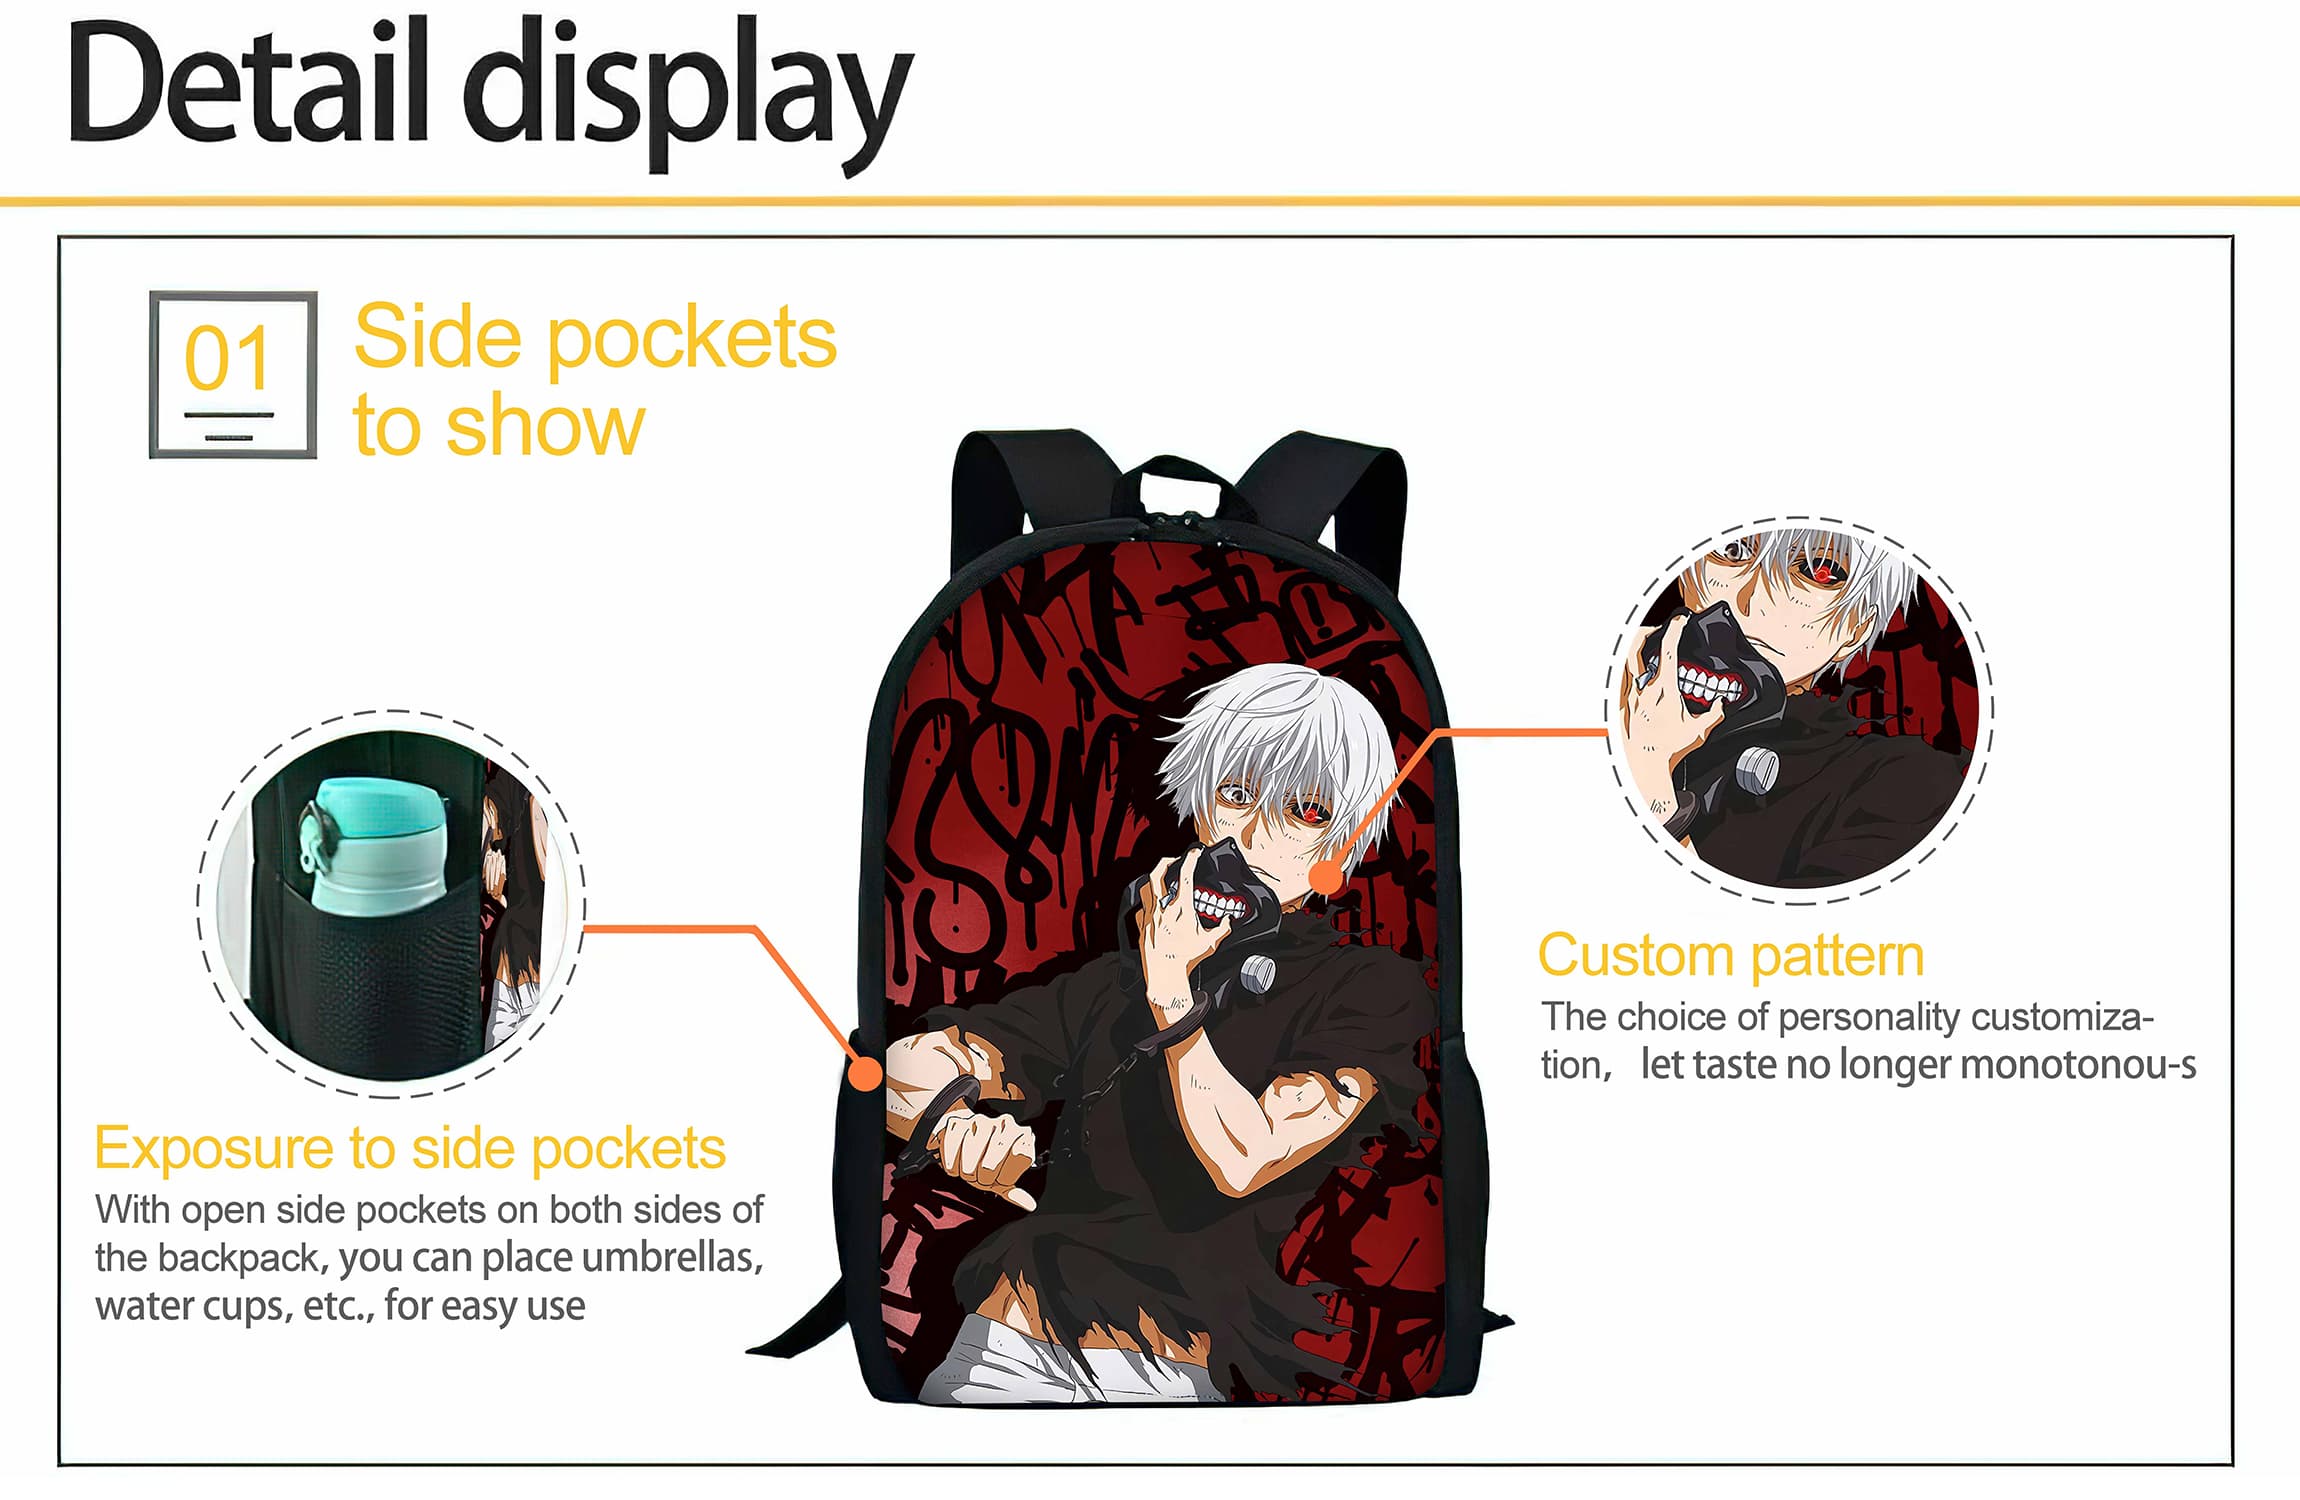 Detail display
01
Side pockets
to show
Exposure to side pockets
With open side pockets on both sides of
the backpack, you can place umbrellas,
water cups, etc., for easy use
Custom pattern
The choice of personality customiza-
tion, let taste no longer monotonou-s